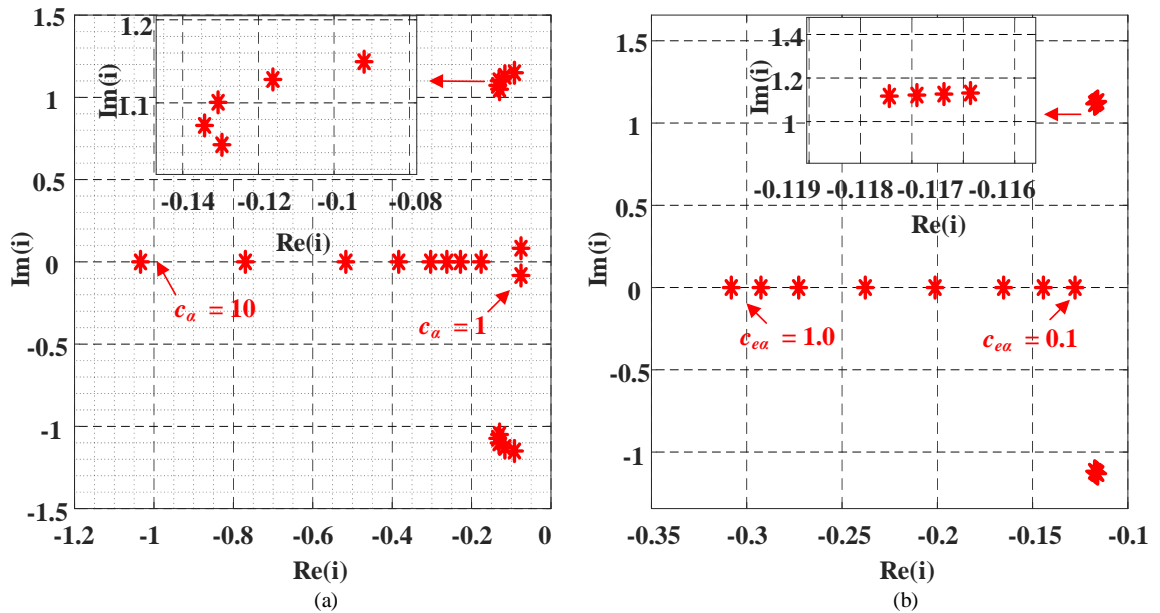 1.5
1
0.5
0
-0.5
-1
-1.5
Im(i)
-1.2
-1
-0.8
-0.6
-0.4
-0.2
0
Re(i)
(a)
1.2
1.1
Im(i)
-0.14
-0.12
-0.1
-0.08
Re(i)
c_α = 10
c_α = 1
1.5
1
0.5
0
-0.5
-1
Im(i)
-0.35
-0.3
-0.25
-0.2
-0.15
-0.1
Re(i)
(b)
1.4
1.2
1
Im(i)
-0.119
-0.118
-0.117
-0.116
Re(i)
c_eα = 1.0
c_eα = 0.1